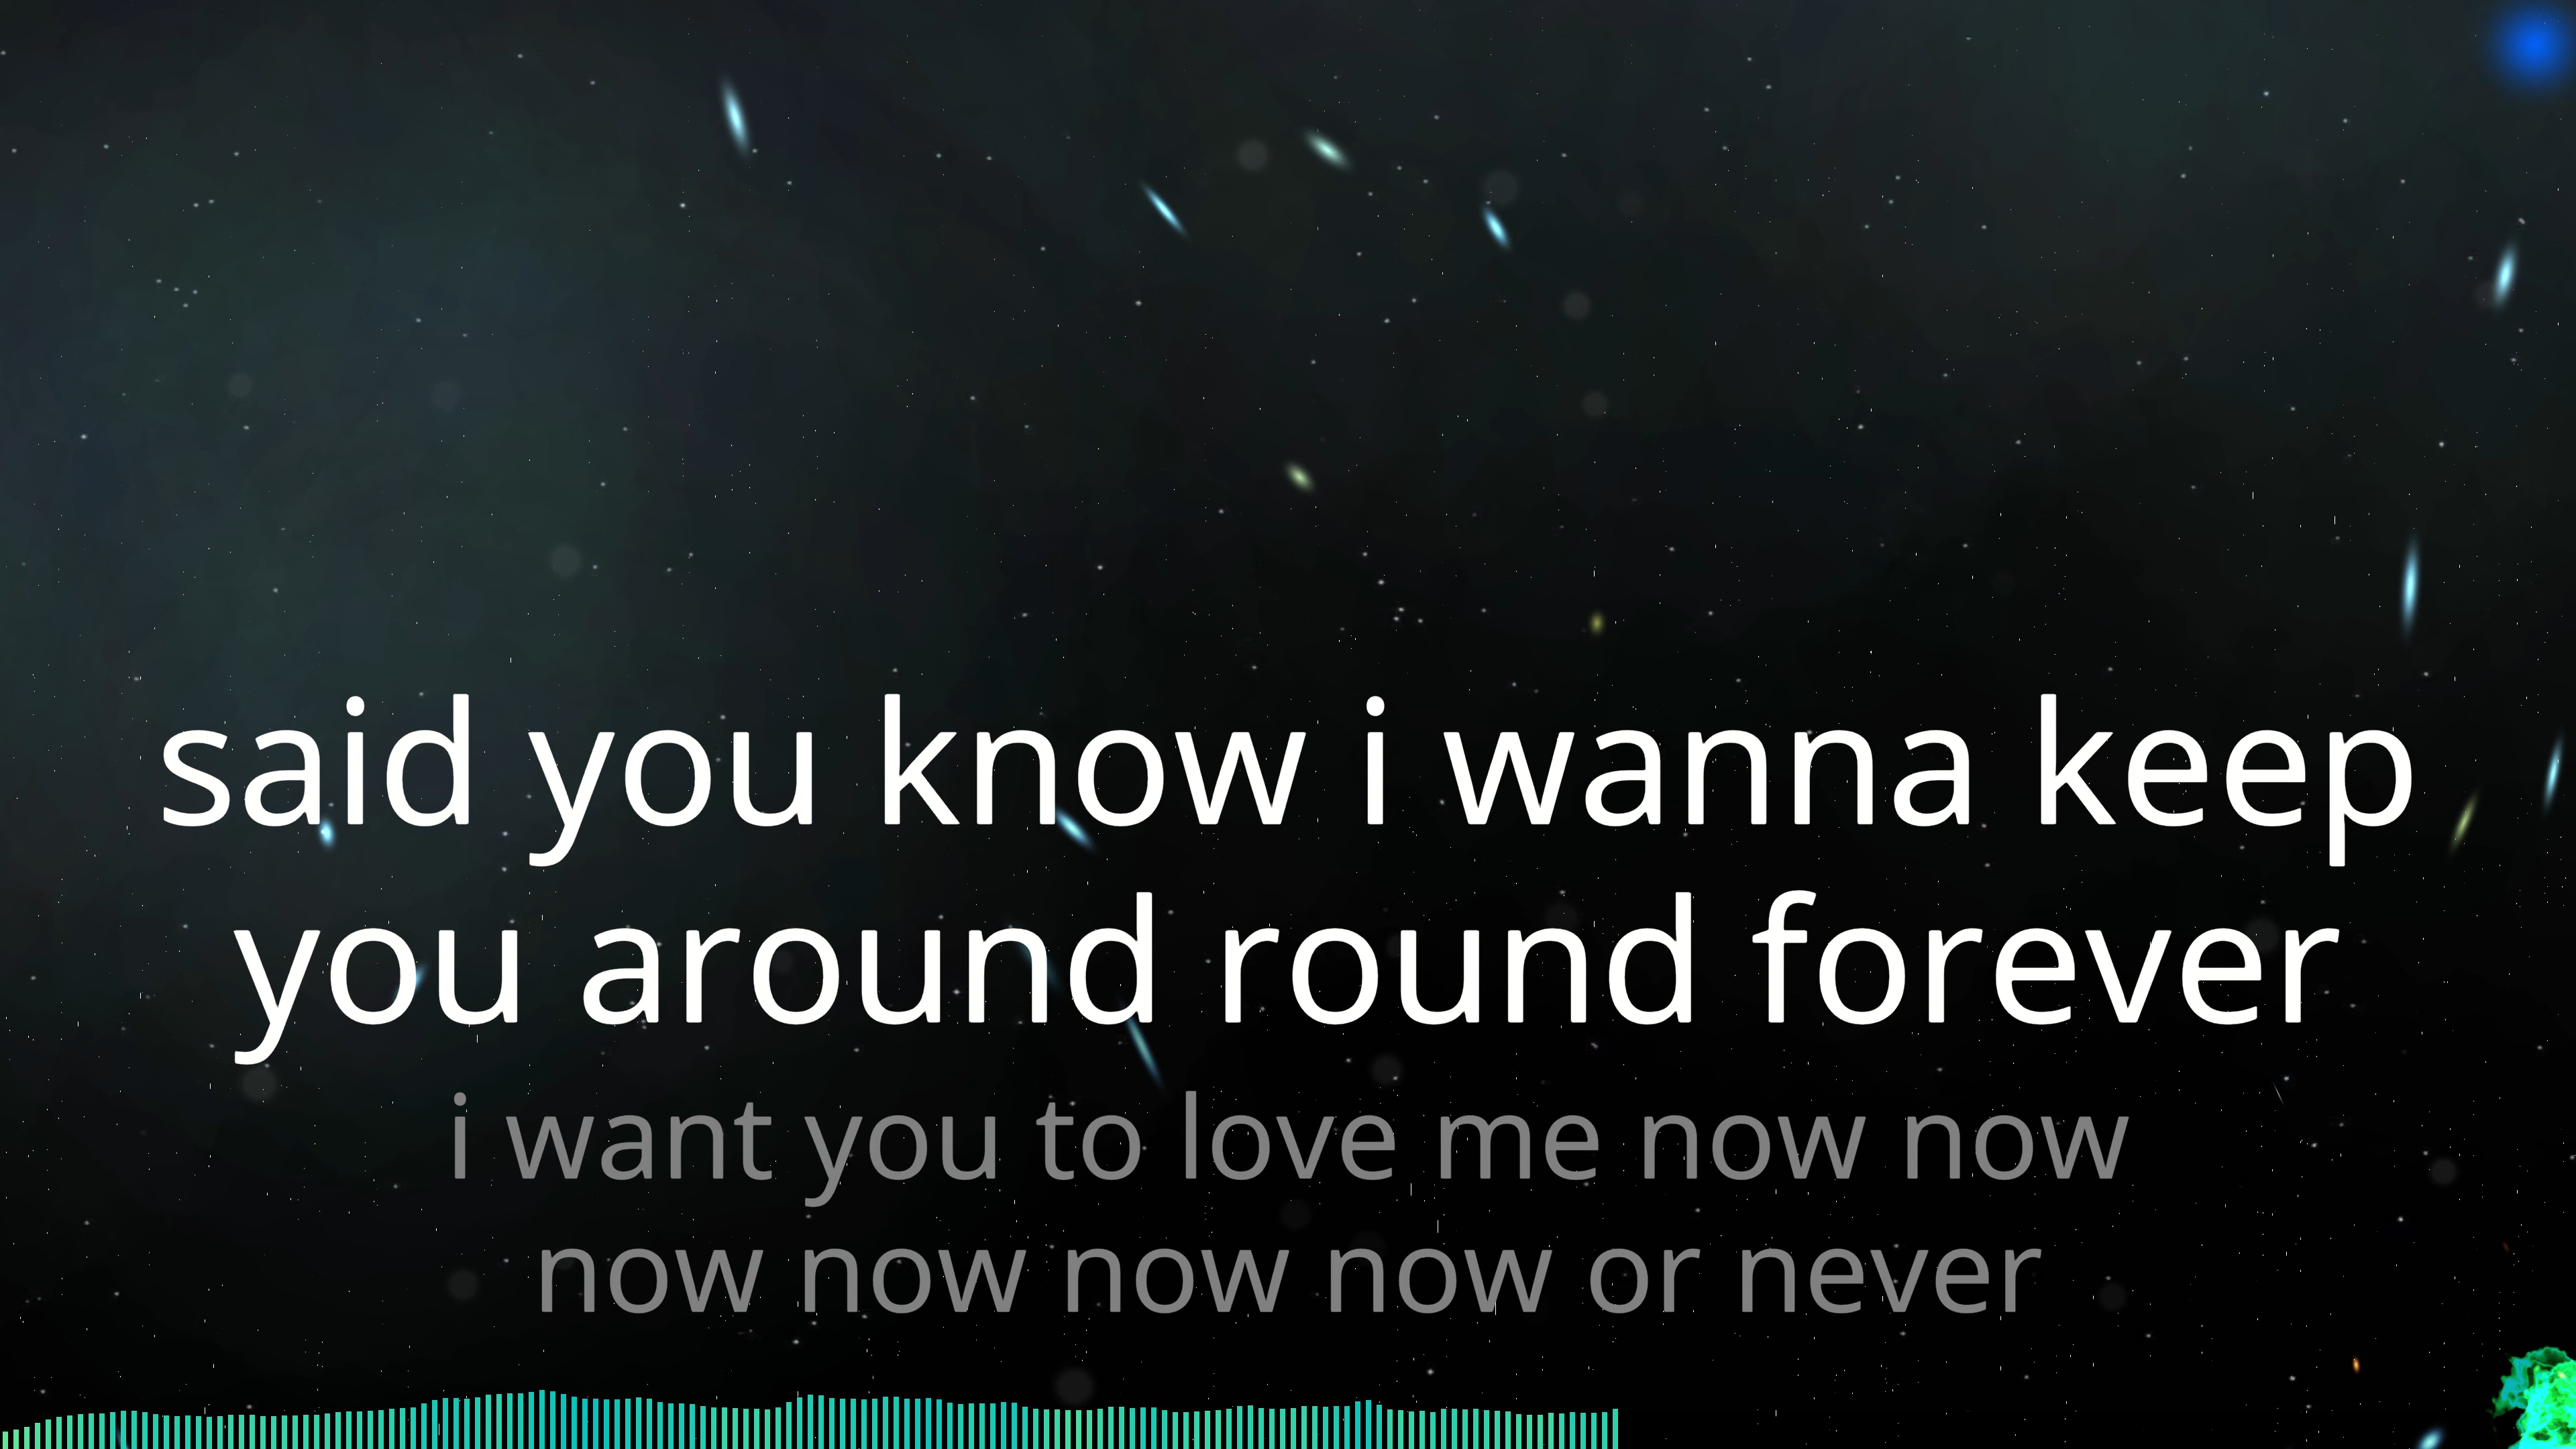 said you know i wanna keep
you around round forever
i want you to love me now now
now now now now or never